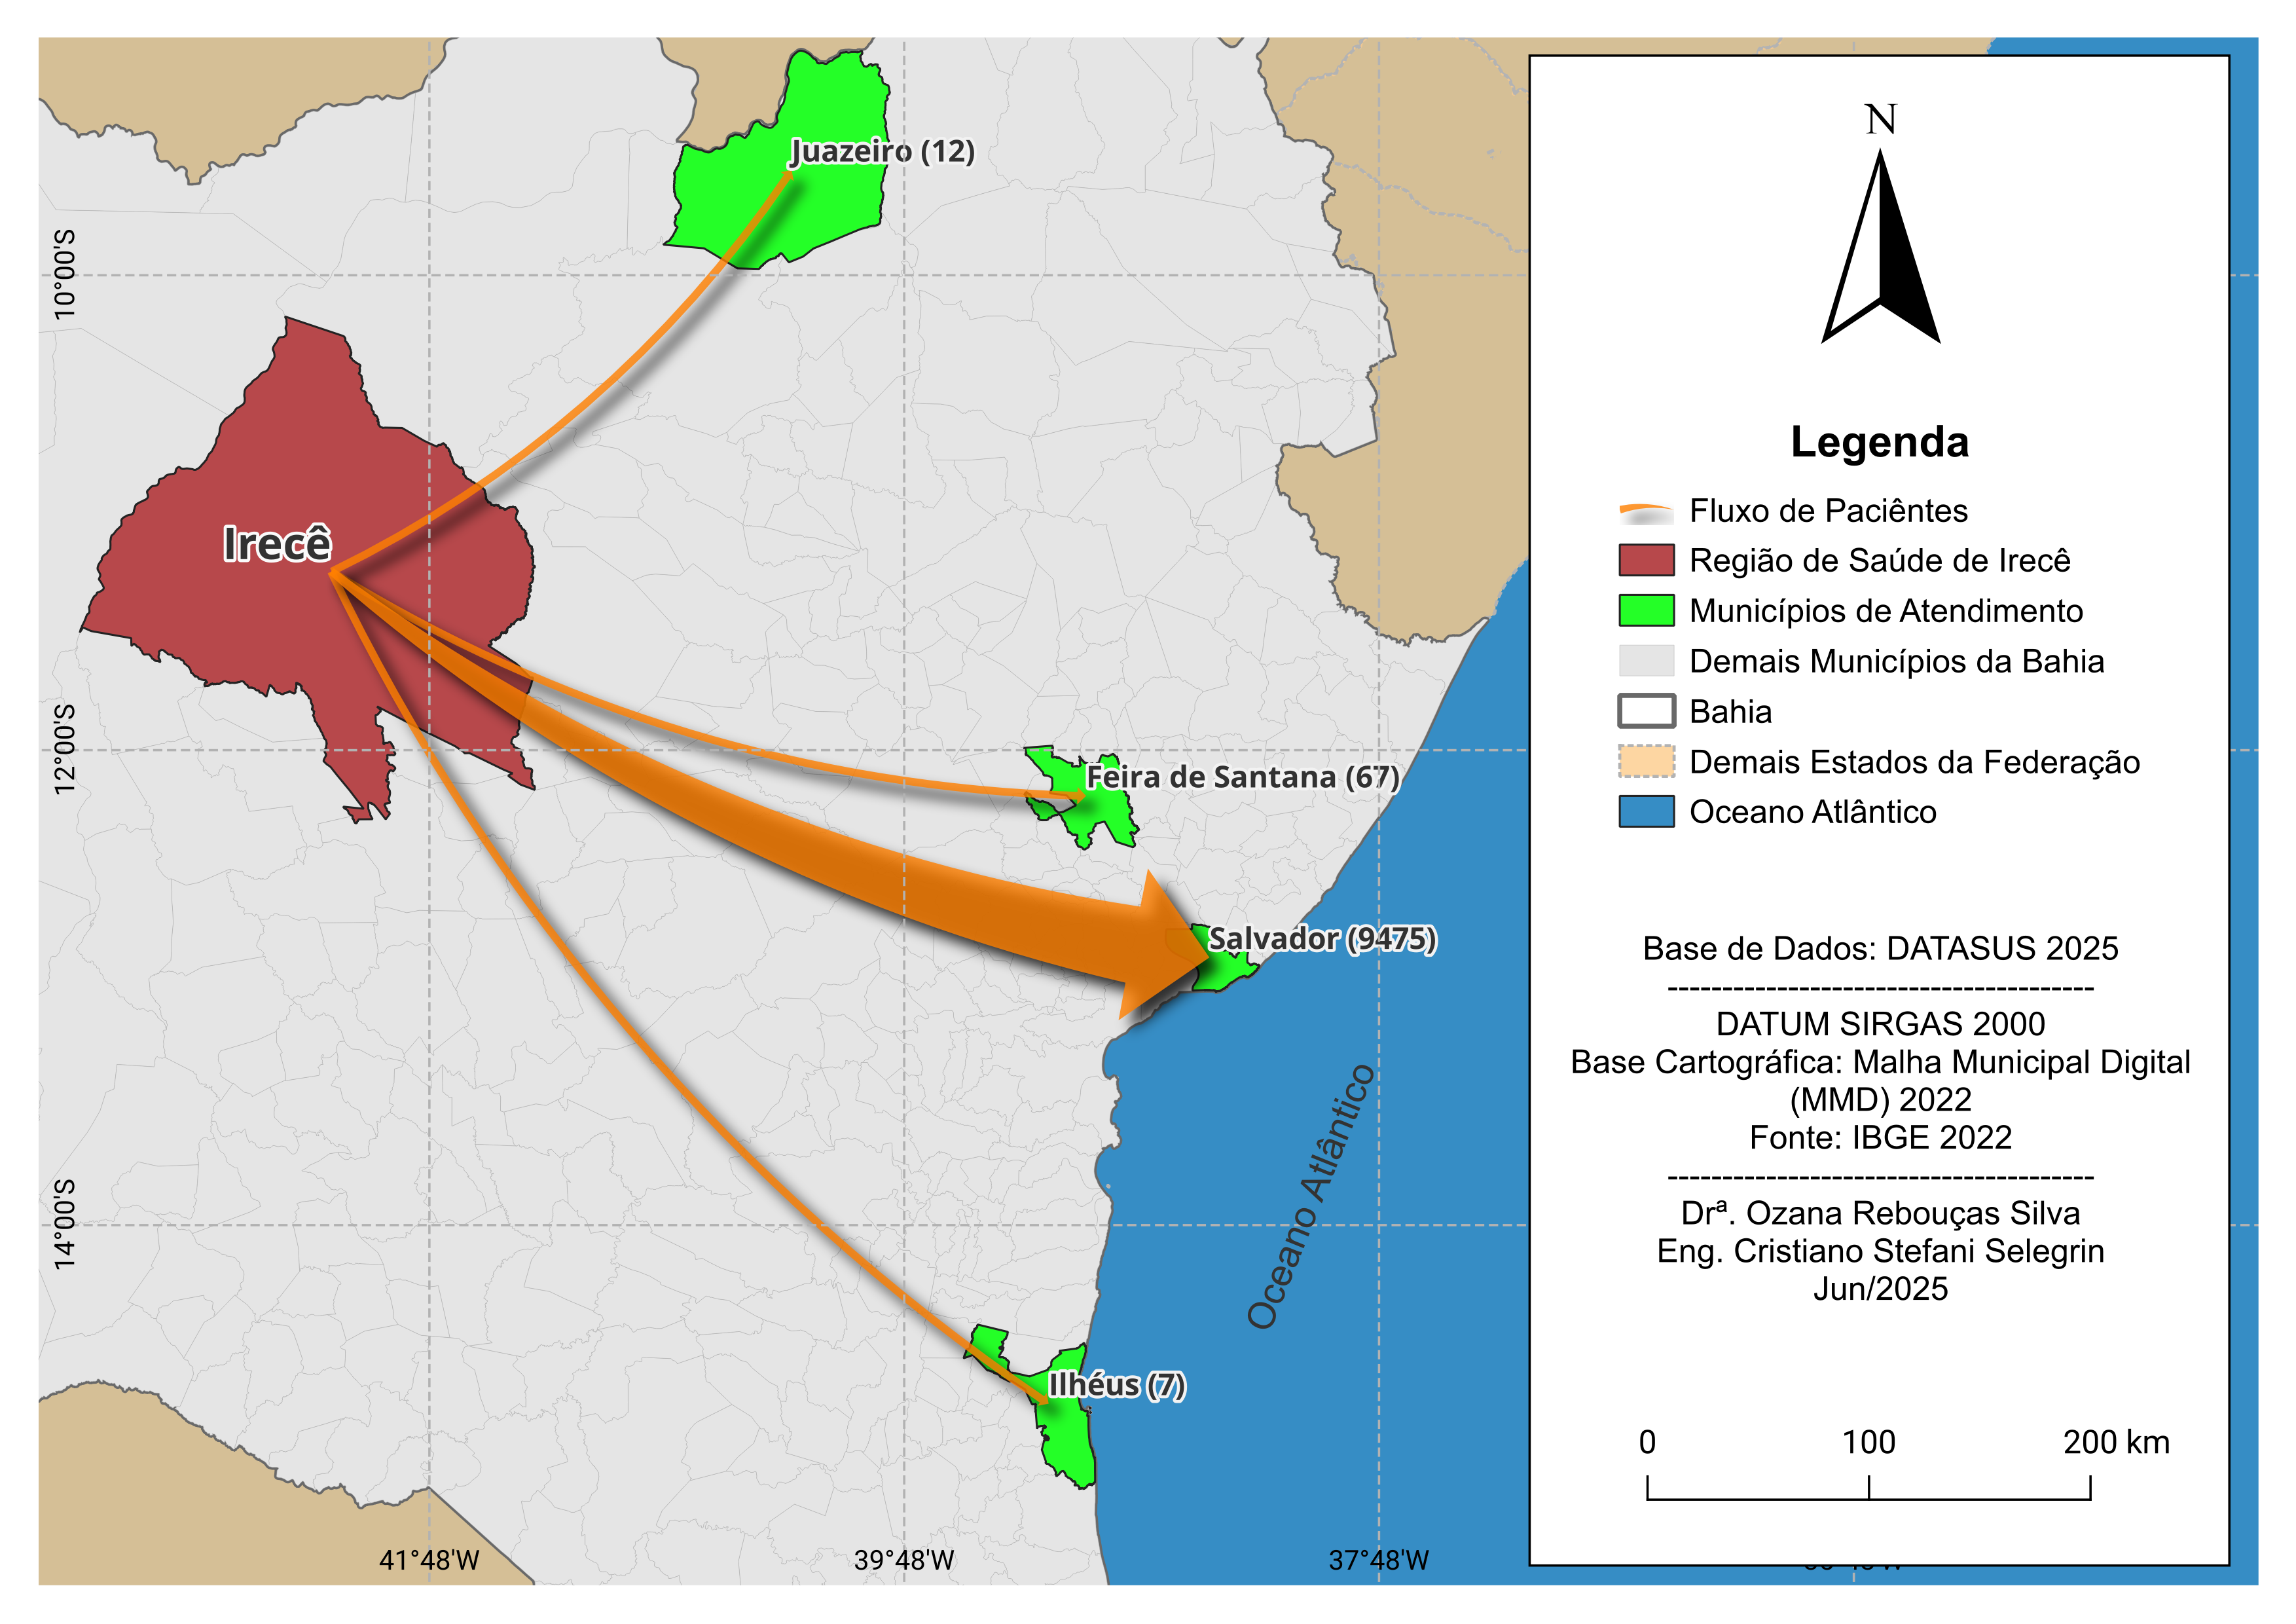 Juazeiro (12)
10°00'S
Irecê
12°00'S
Feira de Santana (67)
Salvador (9475)
Oceano Atlântico
14°00'S
Ilhéus (7)
41°48'W
39°48'W
37°48'W
N
Legenda
Fluxo de Paciêntes
Região de Saúde de Irecê
Municípios de Atendimento
Demais Municípios da Bahia
Bahia
Demais Estados da Federação
Oceano Atlântico
Base de Dados: DATASUS 2025
---------------------------------------
DATUM SIRGAS 2000
Base Cartográfica: Malha Municipal Digital
(MMD) 2022
Fonte: IBGE 2022
---------------------------------------
Drª. Ozana Rebouças Silva
Eng. Cristiano Stefani Selegrin
Jun/2025
0 100 200 km